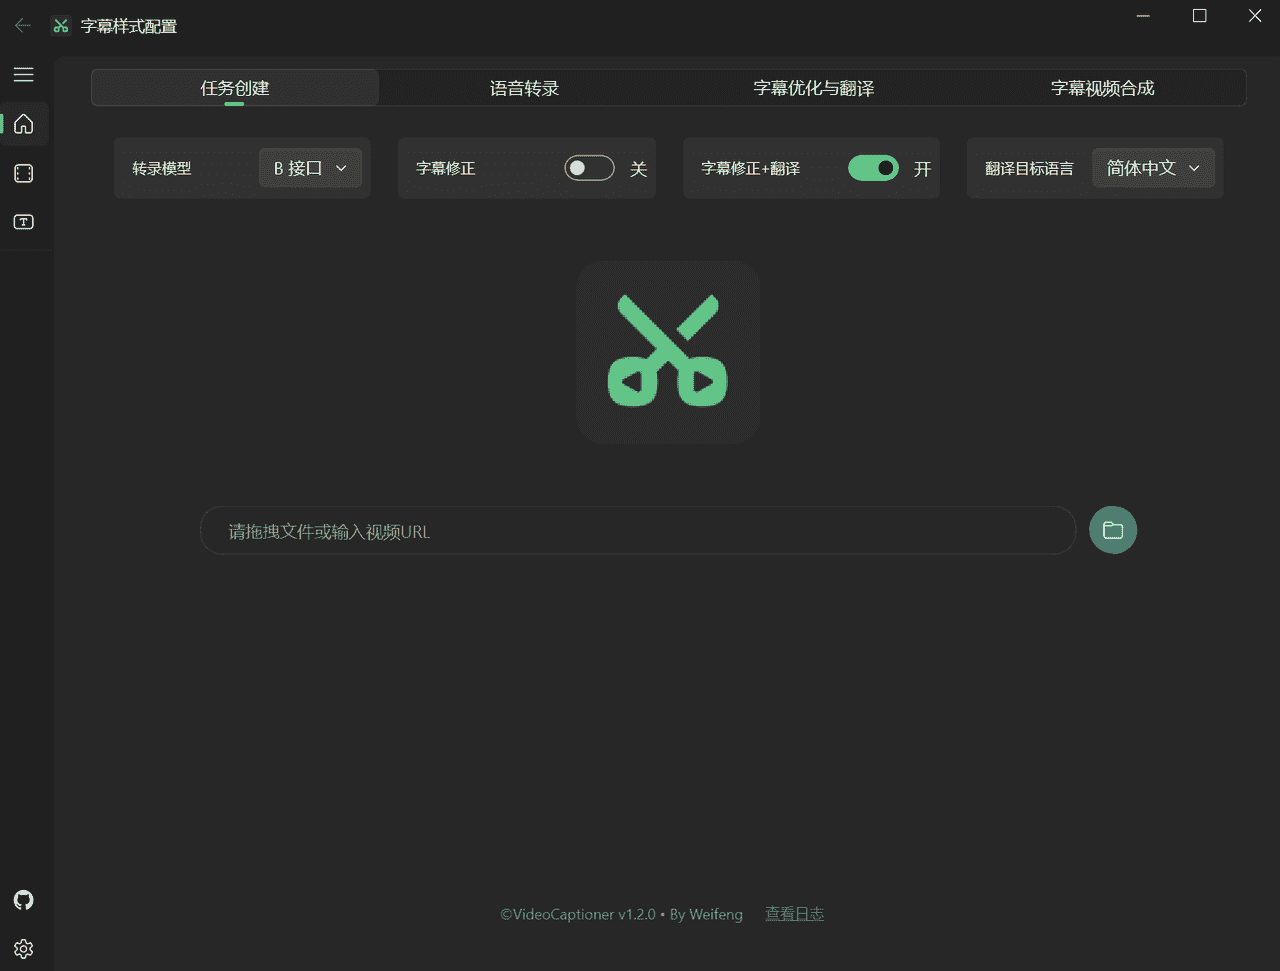 字幕样式配置
任务创建 语音转录 字幕优化与翻译 字幕视频合成
转录模型 B 接口 字幕修正 关 字幕修正+翻译 开 翻译目标语言 简体中文
请拖拽文件或输入视频URL
©VideoCaptioner v1.2.0 • By Weifeng 查看日志